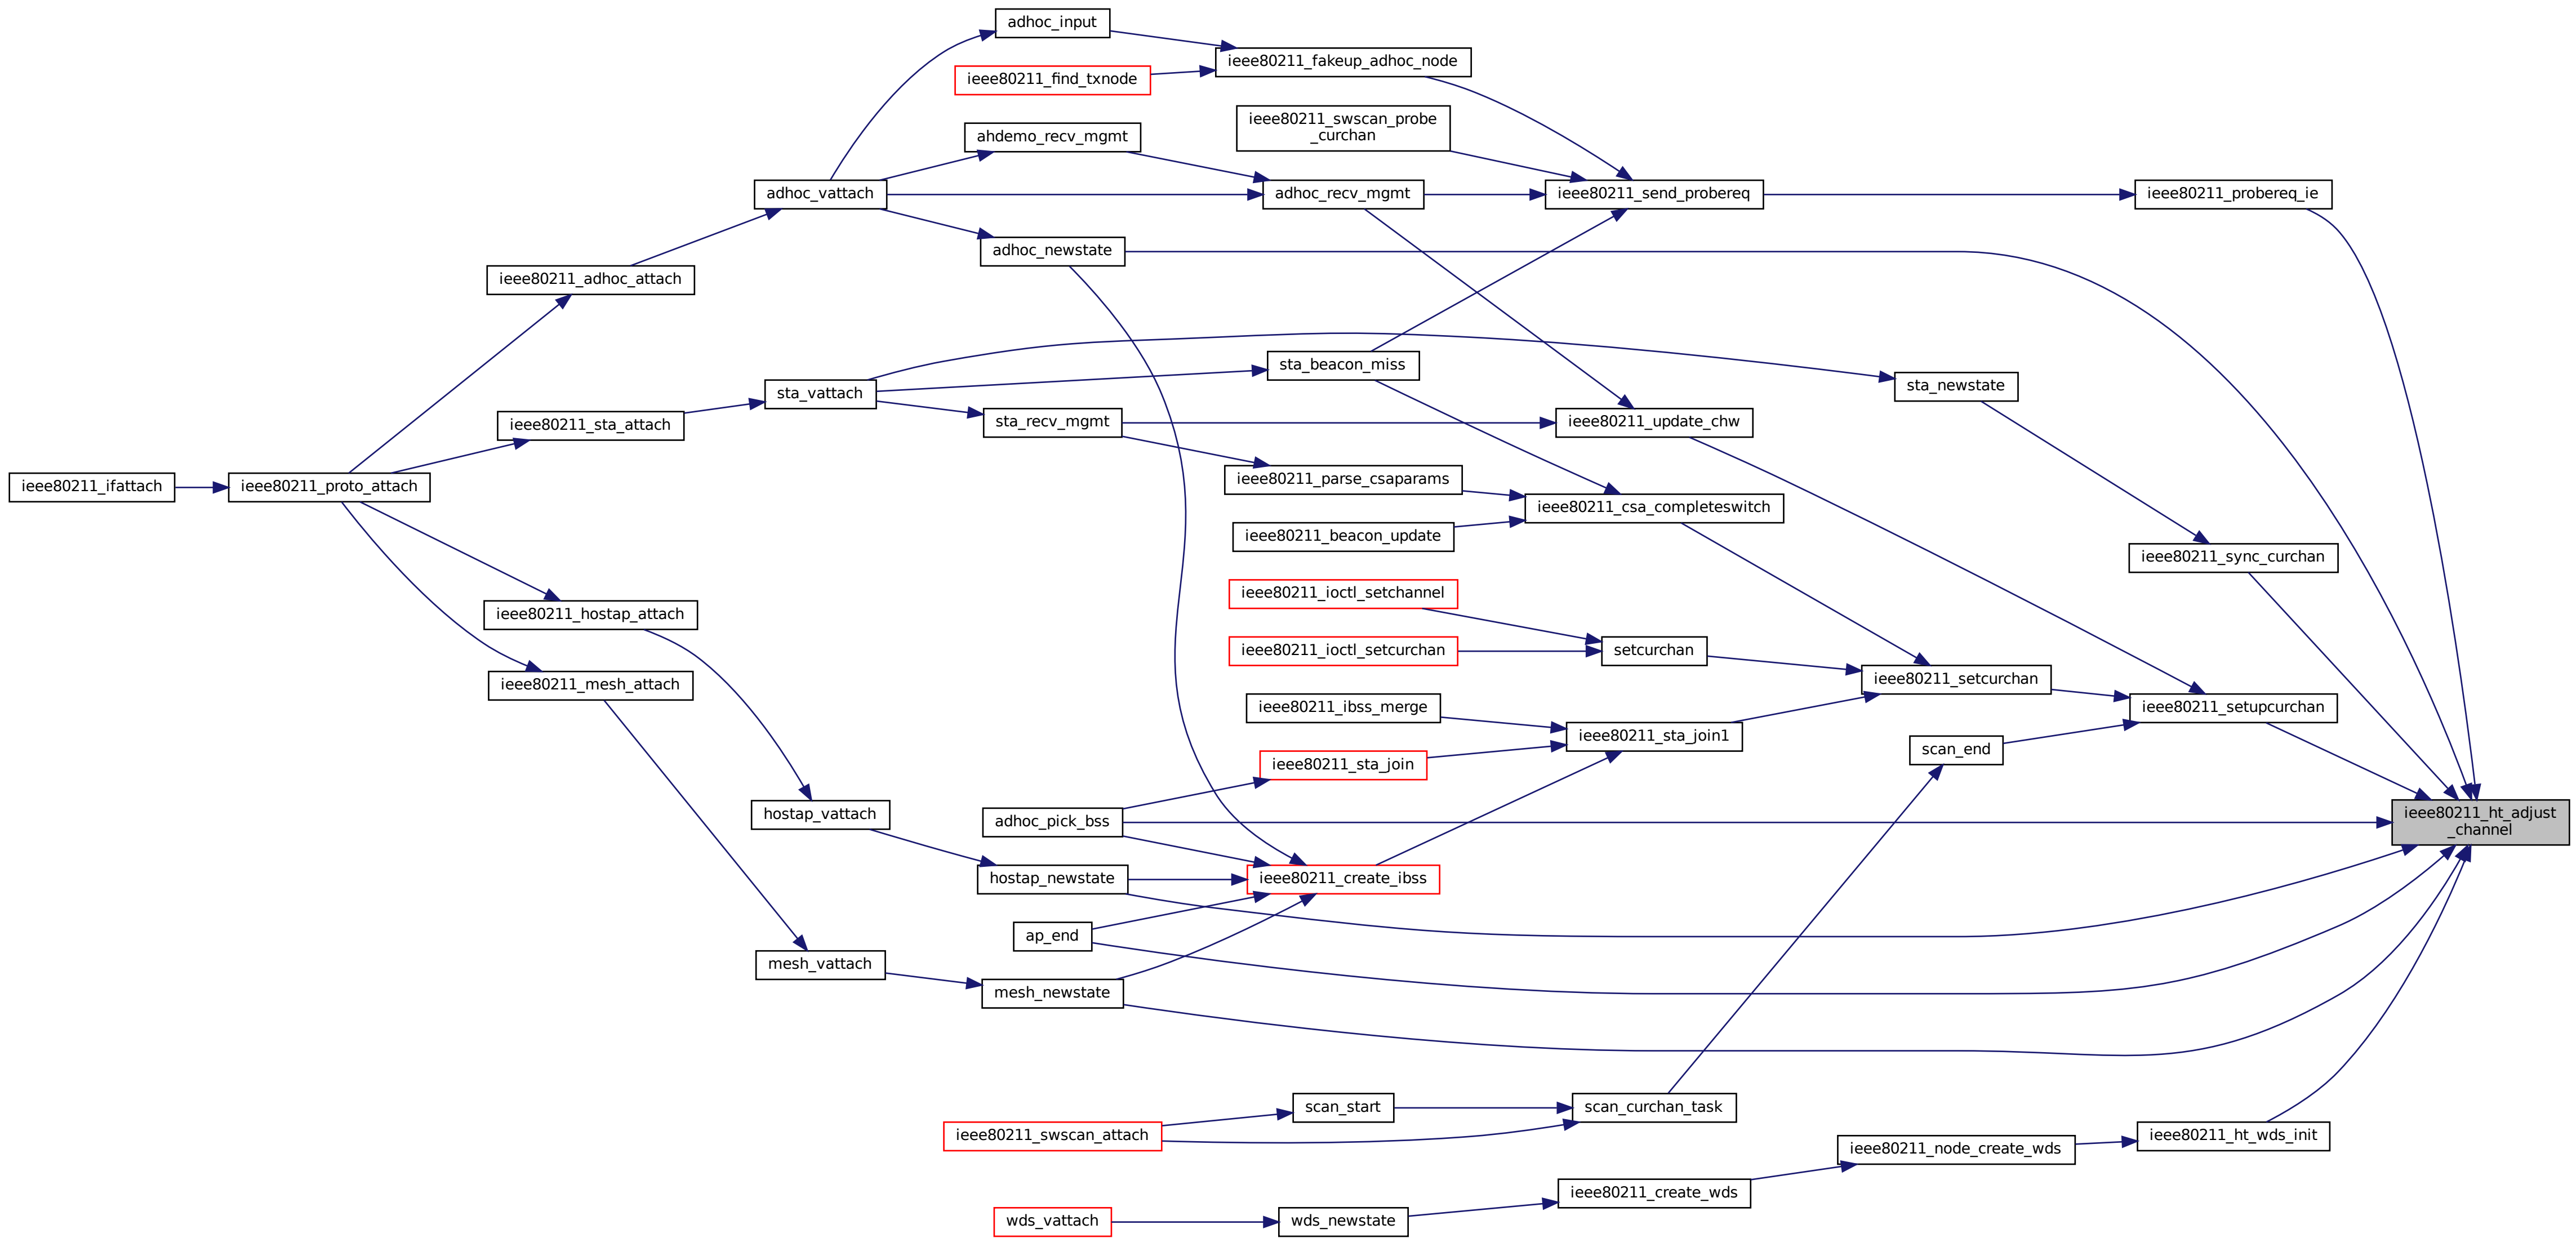 adhoc_input
ieee80211_fakeup_adhoc_node
ieee80211_find_txnode
ieee80211_swscan_probe
_curchan
ahdemo_recv_mgmt
adhoc_vattach
adhoc_recv_mgmt
ieee80211_send_probereq
ieee80211_probereq_ie
adhoc_newstate
ieee80211_adhoc_attach
sta_beacon_miss
sta_newstate
sta_vattach
ieee80211_sta_attach
sta_recv_mgmt
ieee80211_update_chw
ieee80211_ifattach
ieee80211_proto_attach
ieee80211_parse_csaparams
ieee80211_csa_completeswitch
ieee80211_beacon_update
ieee80211_sync_curchan
ieee80211_ioctl_setchannel
ieee80211_hostap_attach
ieee80211_ioctl_setcurchan
setcurchan
ieee80211_mesh_attach
ieee80211_setcurchan
ieee80211_ibss_merge
ieee80211_setupcurchan
ieee80211_sta_join1
scan_end
ieee80211_sta_join
hostap_vattach
adhoc_pick_bss
ieee80211_ht_adjust
_channel
hostap_newstate
ieee80211_create_ibss
ap_end
mesh_vattach
mesh_newstate
scan_start
scan_curchan_task
ieee80211_swscan_attach
ieee80211_ht_wds_init
ieee80211_node_create_wds
ieee80211_create_wds
wds_vattach
wds_newstate